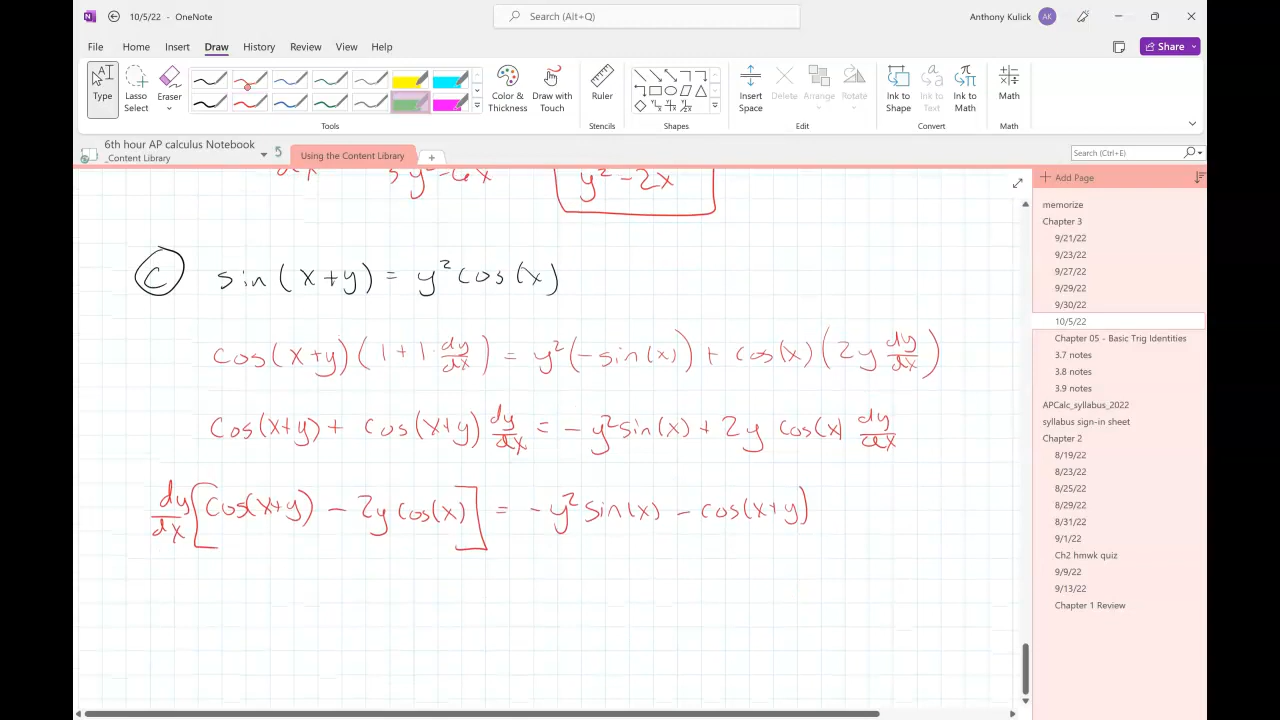 10/5/22 - OneNote
Search (Alt+Q)
Anthony Kulick AK
File Home Insert Draw History Review View Help
Share
Type
Lasso Select
Eraser
Color & Thickness
Draw with Touch
Ruler
Insert Space
Delete
Arrange
Rotate
Ink to Shape
Ink to Text
Ink to Math
Math
Tools Stencils Shapes Edit Convert Math
6th hour AP calculus Notebook
_Content Library
Using the Content Library
Search (Ctrl+E)
dx 3y²-6x y²-2x
C sin(x+y) = y² cos(x)
cos(x+y)(1+1·dy/dx) = y²(-sin(x)) + cos(x)(2y dy/dx)
cos(x+y) + cos(x+y) dy/dx = -y² sin(x) + 2y cos(x) dy/dx
dy/dx [cos(x+y) - 2y cos(x)] = -y² sin(x) - cos(x+y)
Add Page
memorize
Chapter 3
9/21/22
9/23/22
9/27/22
9/29/22
9/30/22
10/5/22
Chapter 05 - Basic Trig Identities
3.7 notes
3.8 notes
3.9 notes
APCalc_syllabus_2022
syllabus sign-in sheet
Chapter 2
8/19/22
8/23/22
8/25/22
8/29/22
8/31/22
9/1/22
Ch2 hmwk quiz
9/9/22
9/13/22
Chapter 1 Review